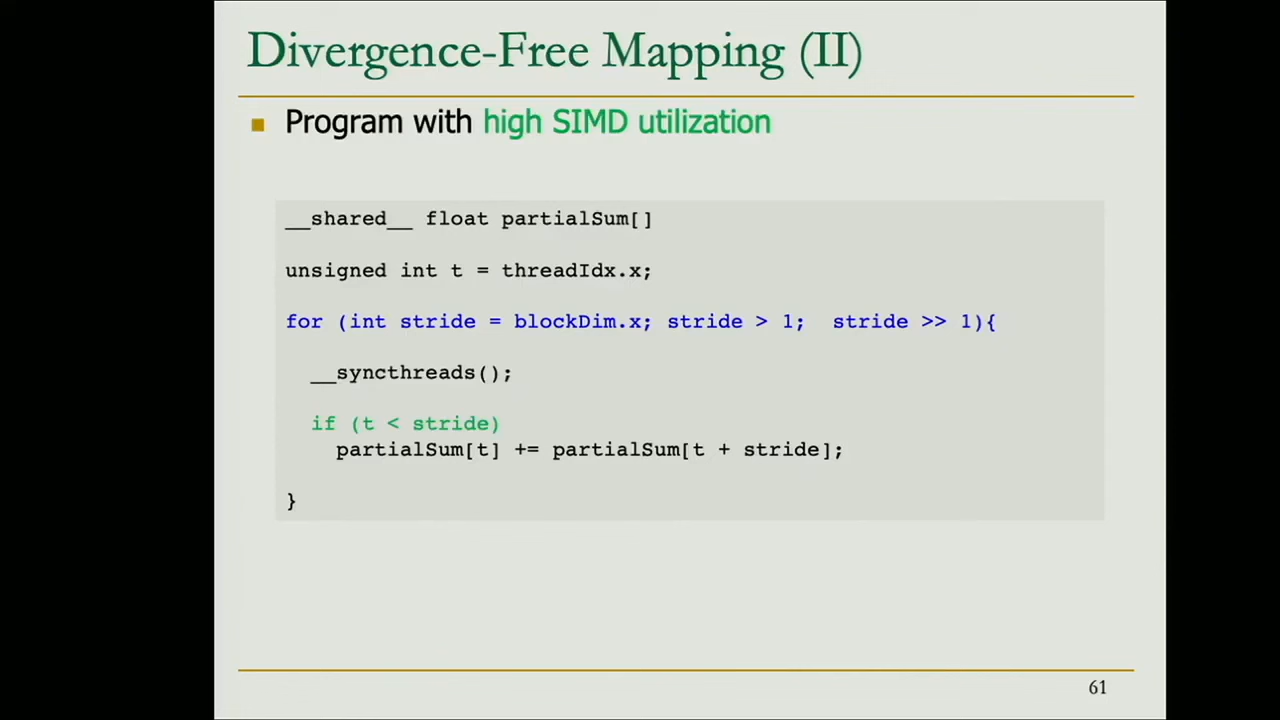 Divergence-Free Mapping (II)
Program with high SIMD utilization
__shared__ float partialSum[]
unsigned int t = threadIdx.x;
for (int stride = blockDim.x; stride > 1;  stride >> 1){
__syncthreads();
if (t < stride)
partialSum[t] += partialSum[t + stride];
}
61